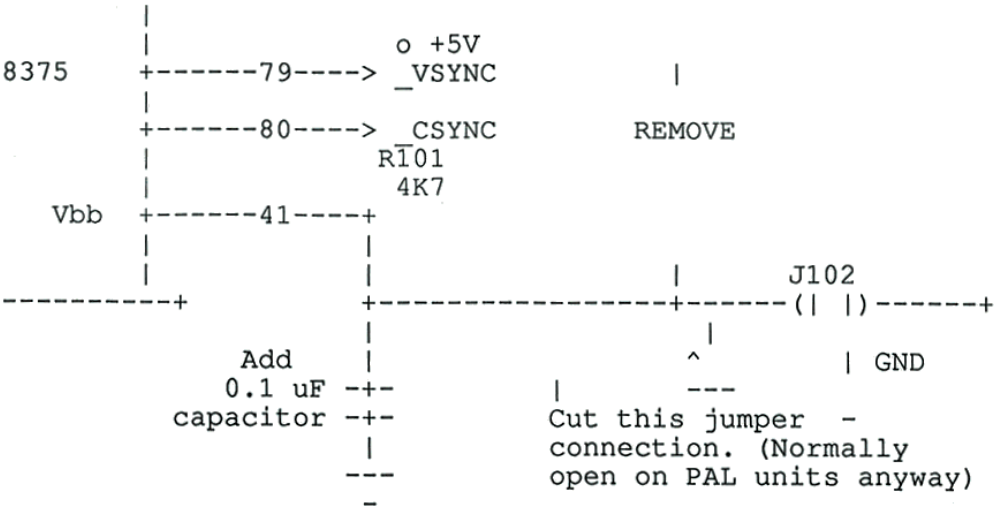 |
| o +5V
8375 +------79----> _VSYNC |
|
+------80----> _CSYNC REMOVE
| R101
| 4K7
Vbb +------41----+
| |
| | | J102
----------+ +------------------+------(| |)------+
| |
Add | ^ | GND
0.1 uF -+- | ---
capacitor -+- Cut this jumper -
| connection. (Normally
--- open on PAL units anyway)
-